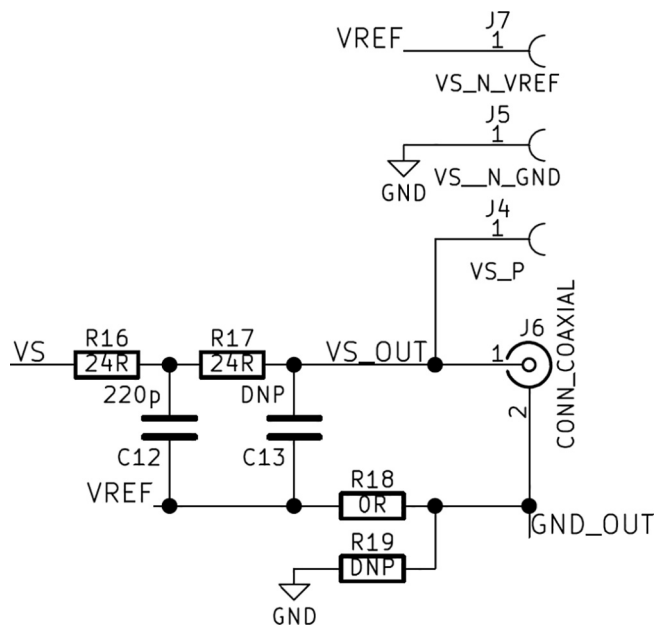 J7
VREF 1
VS_N_VREF
J5
1
GND
VS__N_GND
J4
1
VS_P
CONN_COAXIAL
J6
VS
R16
24R
R17
24R
VS_OUT
1
220p
DNP
2
C12
C13
VREF
R18
0R
GND_OUT
R19
DNP
GND